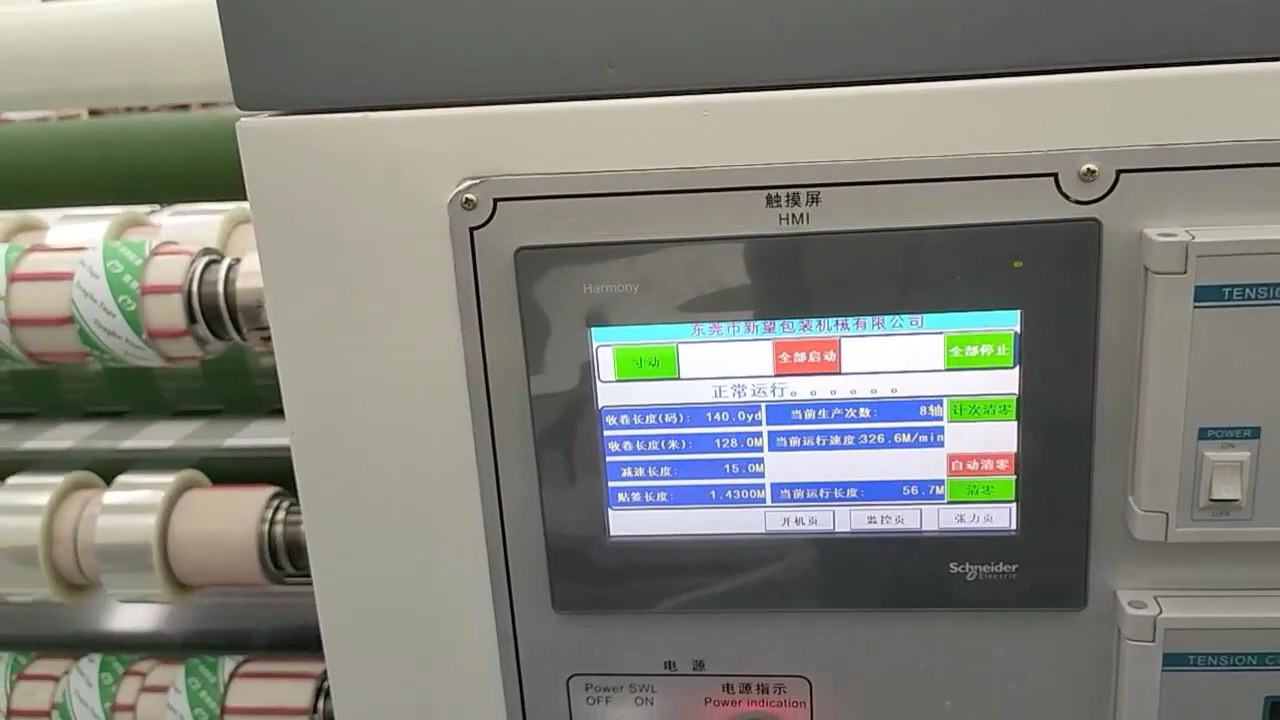 触摸屏
HMI
Harmony
东莞市新望包装机械有限公司
寸动 全部启动 全部停止
正常运行。。。。。。
收卷长度(码): 140.0yd 当前生产次数: 8轴 计次清零
收卷长度(米): 128.0M 当前运行速度:326.6M/min
减速长度: 15.0M 自动清零
贴签长度: 1.4300M 当前运行长度: 56.7M 清零
开机页 监控页 张力页
Schneider
Electric
TENSION
POWER
ON
OFF
TENSION C
电 源
Power SWL
OFF ON
电源指示
Power indication